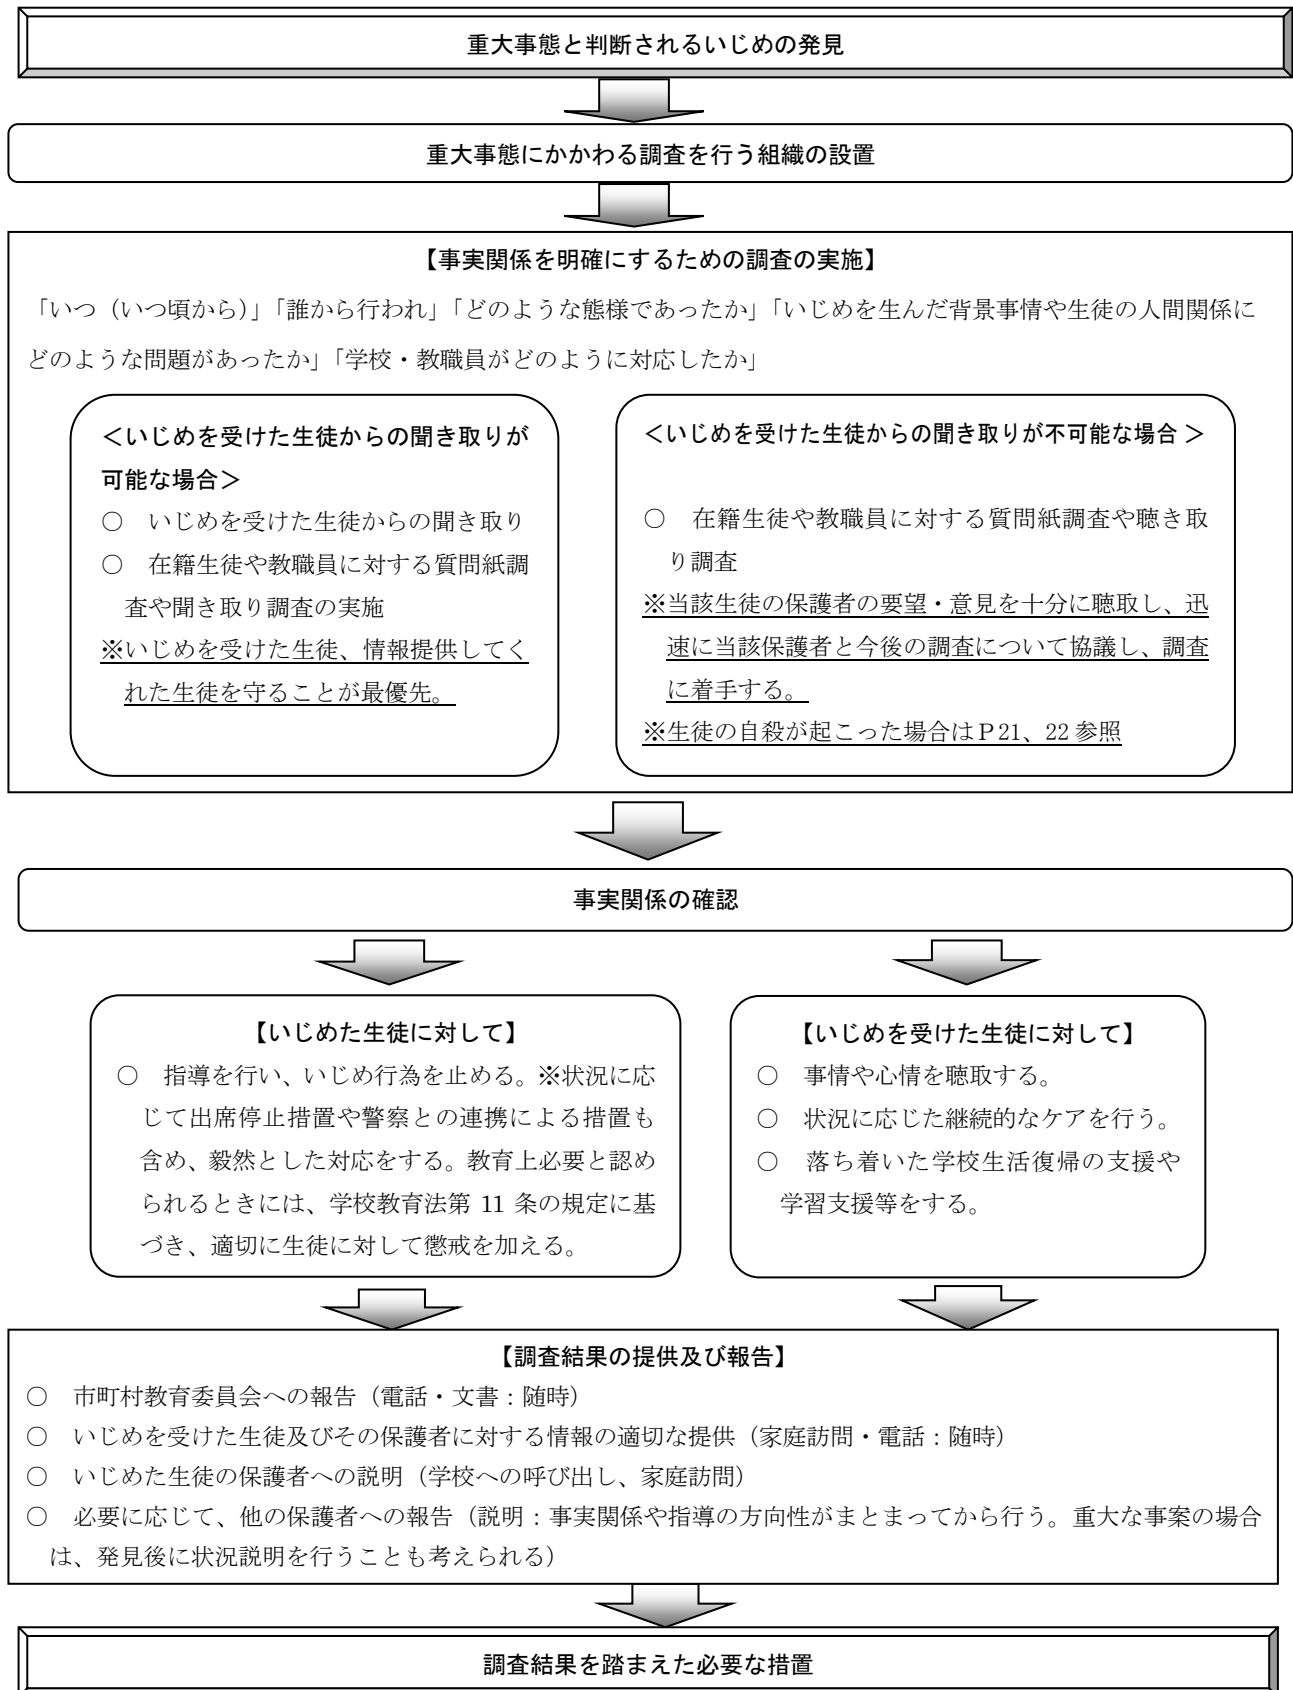 重大事態と判断されるいじめの発見
重大事態にかかわる調査を行う組織の設置
【事実関係を明確にするための調査の実施】
「いつ（いつ頃から）」「誰から行われ」「どのような態様であったか」「いじめを生んだ背景事情や生徒の人間関係に
どのような問題があったか」「学校・教職員がどのように対応したか」
＜いじめを受けた生徒からの聞き取りが
可能な場合＞
○　いじめを受けた生徒からの聞き取り
○　在籍生徒や教職員に対する質問紙調
査や聞き取り調査の実施
※いじめを受けた生徒、情報提供してく
れた生徒を守ることが最優先。
＜いじめを受けた生徒からの聞き取りが不可能な場合＞
○　在籍生徒や教職員に対する質問紙調査や聴き取
り調査
※当該生徒の保護者の要望・意見を十分に聴取し、迅
速に当該保護者と今後の調査について協議し、調査
に着手する。
※生徒の自殺が起こった場合はＰ21、22参照
事実関係の確認
【いじめた生徒に対して】
○　指導を行い、いじめ行為を止める。※状況に応
じて出席停止措置や警察との連携による措置も
含め、毅然とした対応をする。教育上必要と認め
られるときには、学校教育法第 11 条の規定に基
づき、適切に生徒に対して懲戒を加える。
【いじめを受けた生徒に対して】
○　事情や心情を聴取する。
○　状況に応じた継続的なケアを行う。
○　落ち着いた学校生活復帰の支援や
学習支援等をする。
【調査結果の提供及び報告】
○　市町村教育委員会への報告（電話・文書：随時）
○　いじめを受けた生徒及びその保護者に対する情報の適切な提供（家庭訪問・電話：随時）
○　いじめた生徒の保護者への説明（学校への呼び出し、家庭訪問）
○　必要に応じて、他の保護者への報告（説明：事実関係や指導の方向性がまとまってから行う。重大な事案の場合
は、発見後に状況説明を行うことも考えられる）
調査結果を踏まえた必要な措置